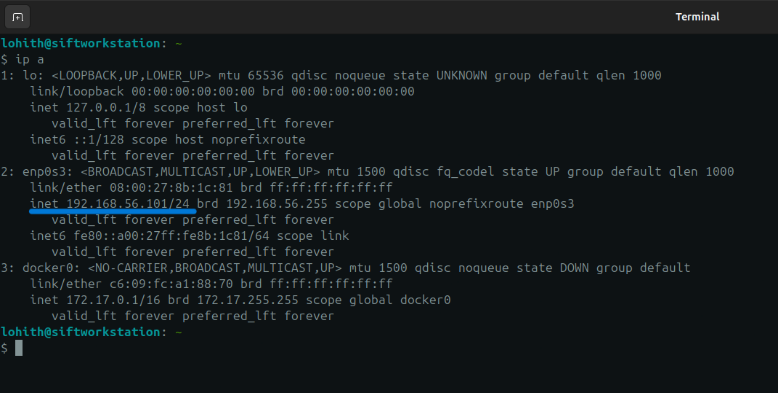 Terminal
lohith@siftworkstation: ~
$ ip a
1: lo: <LOOPBACK,UP,LOWER_UP> mtu 65536 qdisc noqueue state UNKNOWN group default qlen 1000
    link/loopback 00:00:00:00:00:00 brd 00:00:00:00:00:00
    inet 127.0.0.1/8 scope host lo
       valid_lft forever preferred_lft forever
    inet6 ::1/128 scope host noprefixroute
       valid_lft forever preferred_lft forever
2: enp0s3: <BROADCAST,MULTICAST,UP,LOWER_UP> mtu 1500 qdisc fq_codel state UP group default qlen 1000
    link/ether 08:00:27:8b:1c:81 brd ff:ff:ff:ff:ff:ff
    inet 192.168.56.101/24 brd 192.168.56.255 scope global noprefixroute enp0s3
       valid_lft forever preferred_lft forever
    inet6 fe80::a00:27ff:fe8b:1c81/64 scope link
       valid_lft forever preferred_lft forever
3: docker0: <NO-CARRIER,BROADCAST,MULTICAST,UP> mtu 1500 qdisc noqueue state DOWN group default
    link/ether c6:09:fc:a1:88:70 brd ff:ff:ff:ff:ff:ff
    inet 172.17.0.1/16 brd 172.17.255.255 scope global docker0
       valid_lft forever preferred_lft forever
lohith@siftworkstation: ~
$